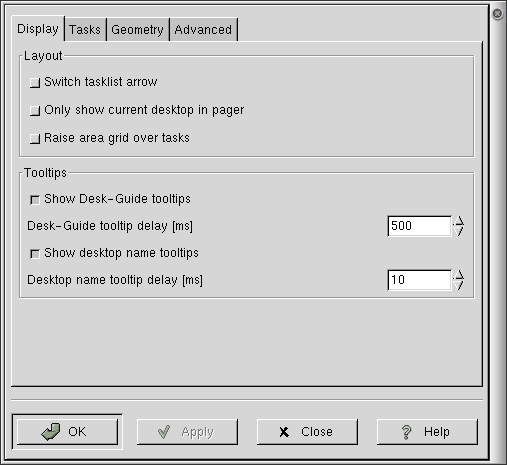 Display Tasks Geometry Advanced
Layout
Switch tasklist arrow
Only show current desktop in pager
Raise area grid over tasks
Tooltips
Show Desk-Guide tooltips
Desk-Guide tooltip delay [ms] 500
Show desktop name tooltips
Desktop name tooltip delay [ms] 10
OK Apply Close Help